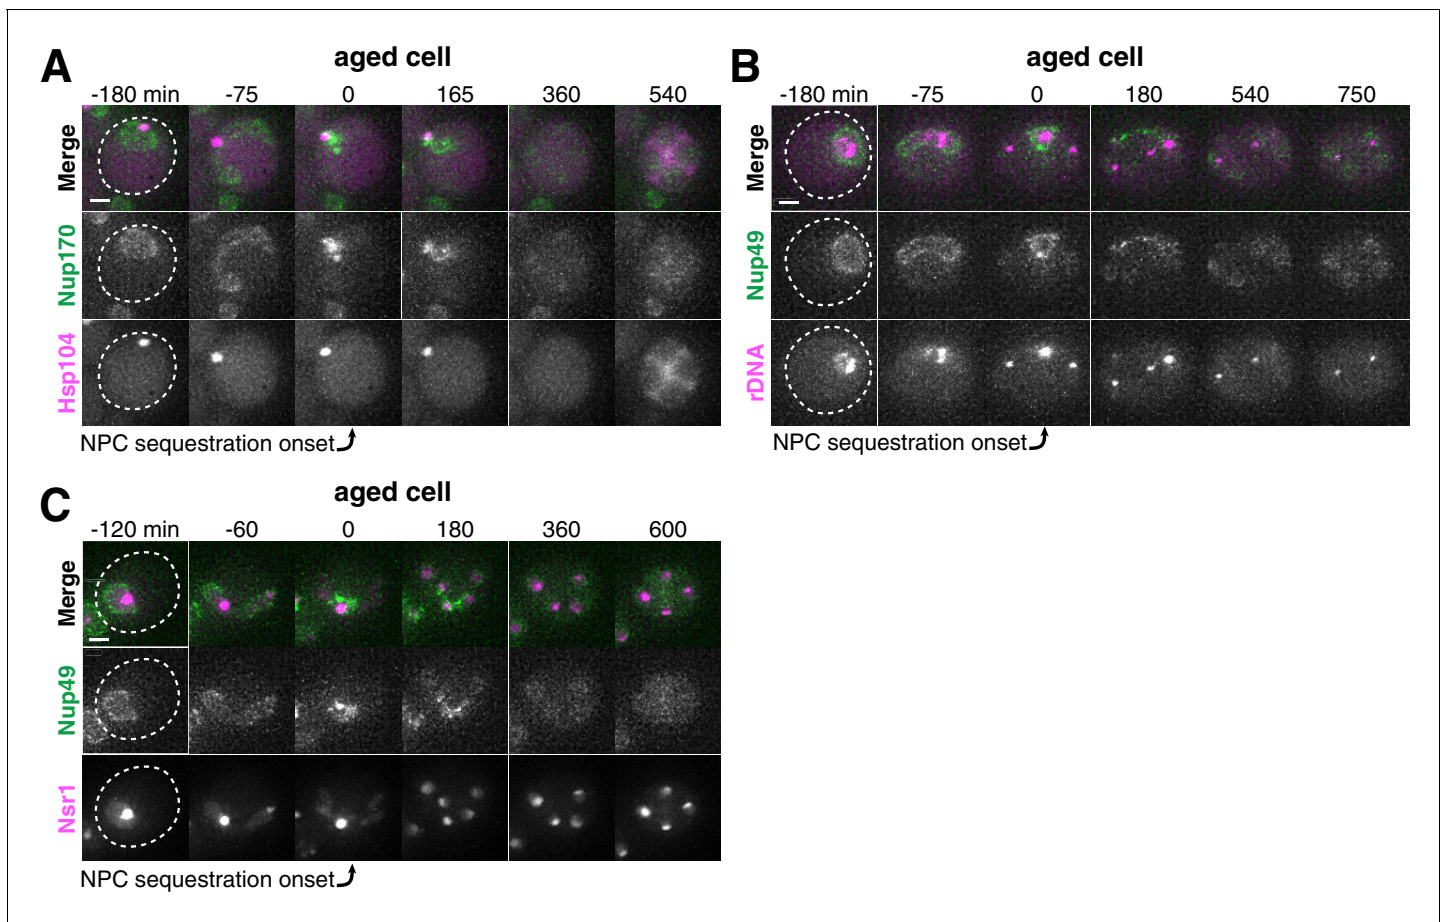 A
aged cell
-180 min -75 0 165 360 540
Merge
Nup170
Hsp104
NPC sequestration onset
B
aged cell
-180 min -75 0 180 540 750
Merge
Nup49
rDNA
NPC sequestration onset
C
aged cell
-120 min -60 0 180 360 600
Merge
Nup49
Nsr1
NPC sequestration onset